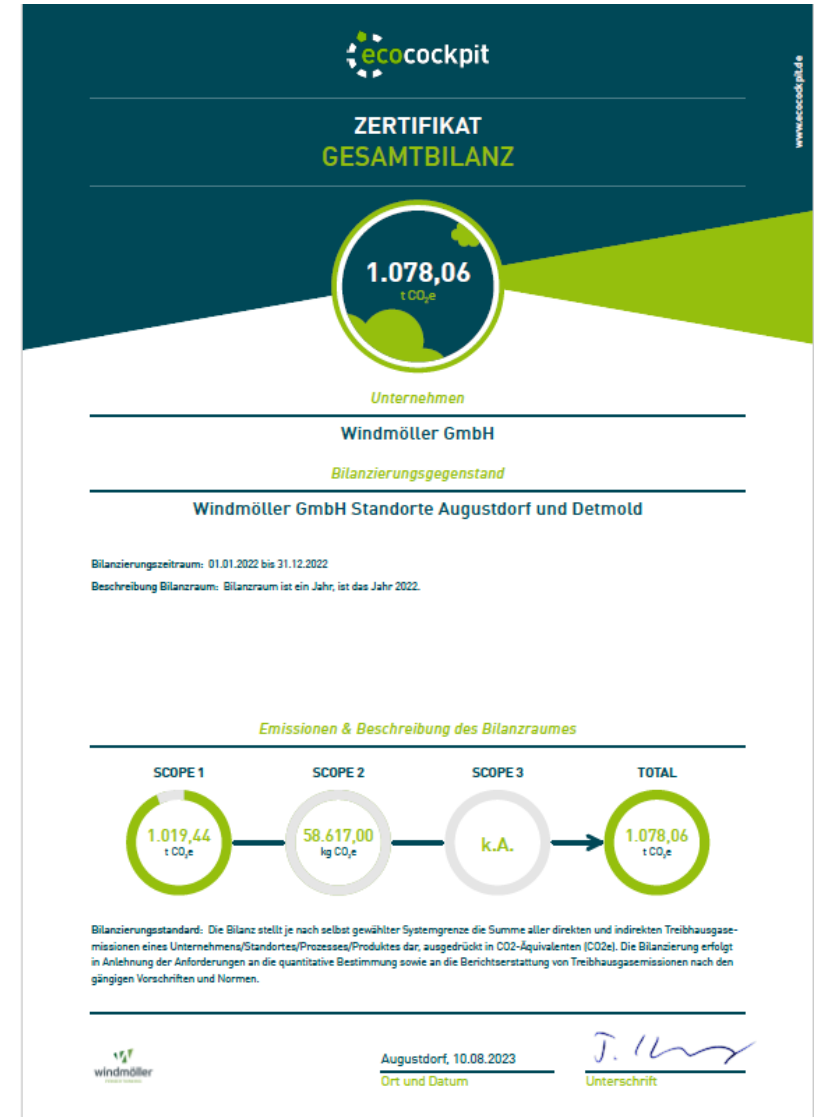 ecocockpit
www.ecocockpit.de
ZERTIFIKAT
GESAMTBILANZ
1.078,06
t CO₂e
Unternehmen
Windmöller GmbH
Bilanzierungsgegenstand
Windmöller GmbH Standorte Augustdorf und Detmold
Bilanzierungszeitraum: 01.01.2022 bis 31.12.2022
Beschreibung Bilanzraum: Bilanzraum ist ein Jahr, ist das Jahr 2022.
Emissionen & Beschreibung des Bilanzraumes
SCOPE 1 SCOPE 2 SCOPE 3 TOTAL
1.019,44 58.617,00 k.A. 1.078,06
t CO₂e kg CO₂e t CO₂e
Bilanzierungsstandard: Die Bilanz stellt je nach selbst gewählter Systemgrenze die Summe aller direkten und indirekten Treibhausgase-
missionen eines Unternehmens/Standortes/Prozesses/Produktes dar, ausgedrückt in CO2-Äquivalenten (CO2e). Die Bilanzierung erfolgt
in Anlehnung der Anforderungen an die quantitative Bestimmung sowie an die Berichtserstattung von Treibhausgasemissionen nach den
gängigen Vorschriften und Normen.
windmöller
Augustdorf, 10.08.2023
Ort und Datum
Unterschrift